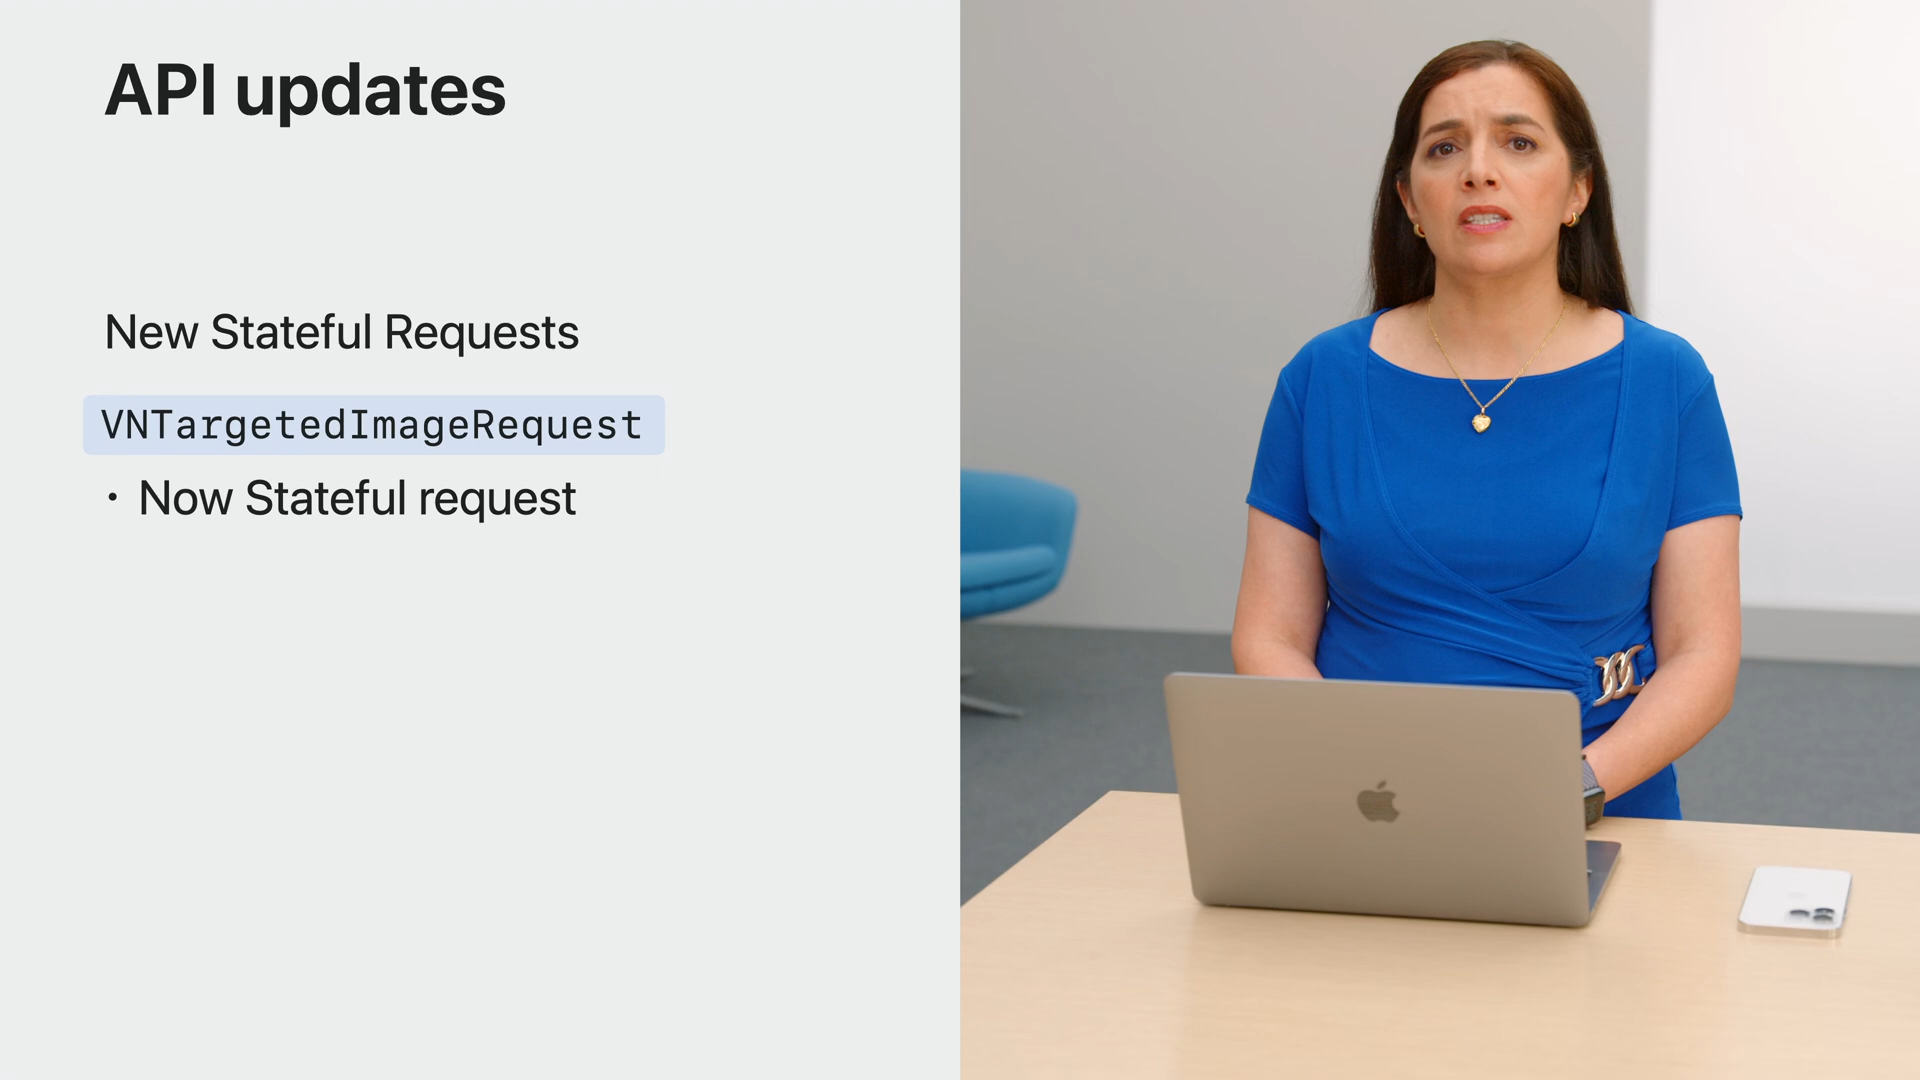 API updates
New Stateful Requests
VNTargetedImageRequest
• Now Stateful request